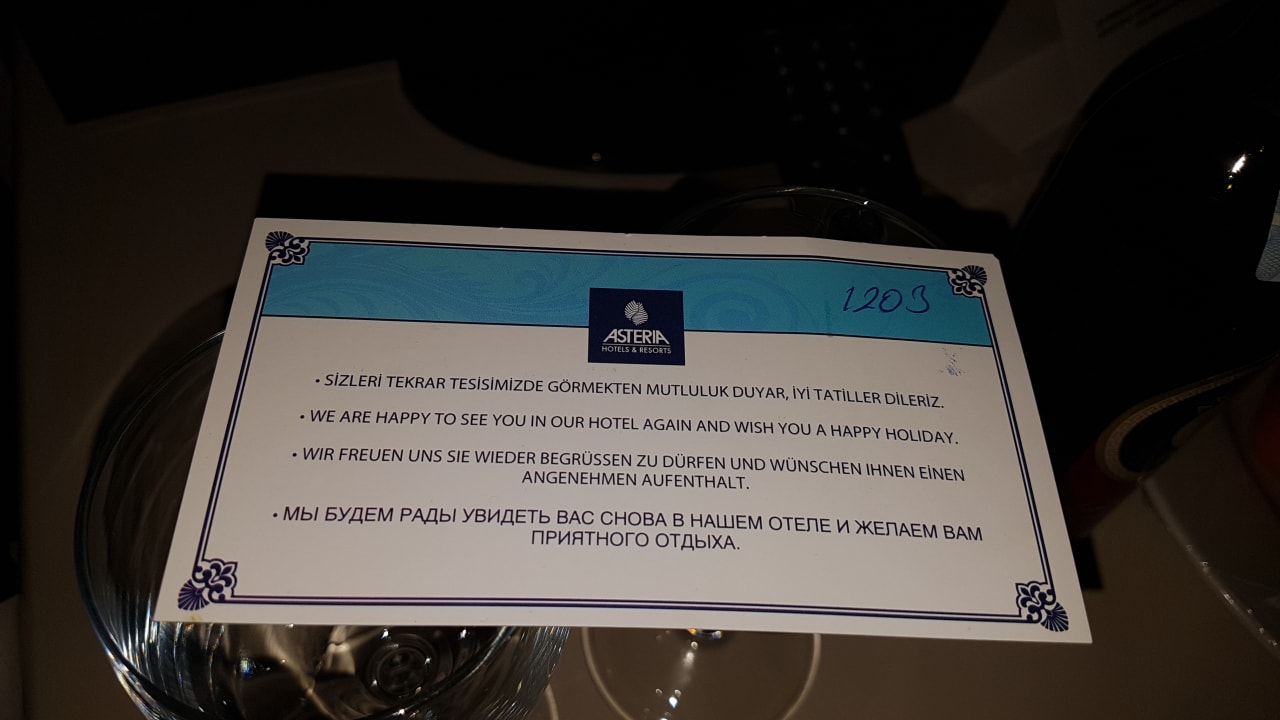 1203
ASTERIA
HOTELS & RESORTS
• SİZLERİ TEKRAR TESİSİMİZDE GÖRMEKTEN MUTLULUK DUYAR, İYİ TATİLLER DİLERİZ.
• WE ARE HAPPY TO SEE YOU IN OUR HOTEL AGAIN AND WISH YOU A HAPPY HOLIDAY.
• WIR FREUEN UNS SIE WIEDER BEGRÜSSEN ZU DÜRFEN UND WÜNSCHEN IHNEN EİNEN
ANGENEHMEN AUFENTHALT.
• МЫ БУДЕМ РАДЫ УВИДЕТЬ ВАС СНОВА В НАШЕМ ОТЕЛЕ И ЖЕЛАЕМ ВАМ
ПРИЯТНОГО ОТДЫХА.